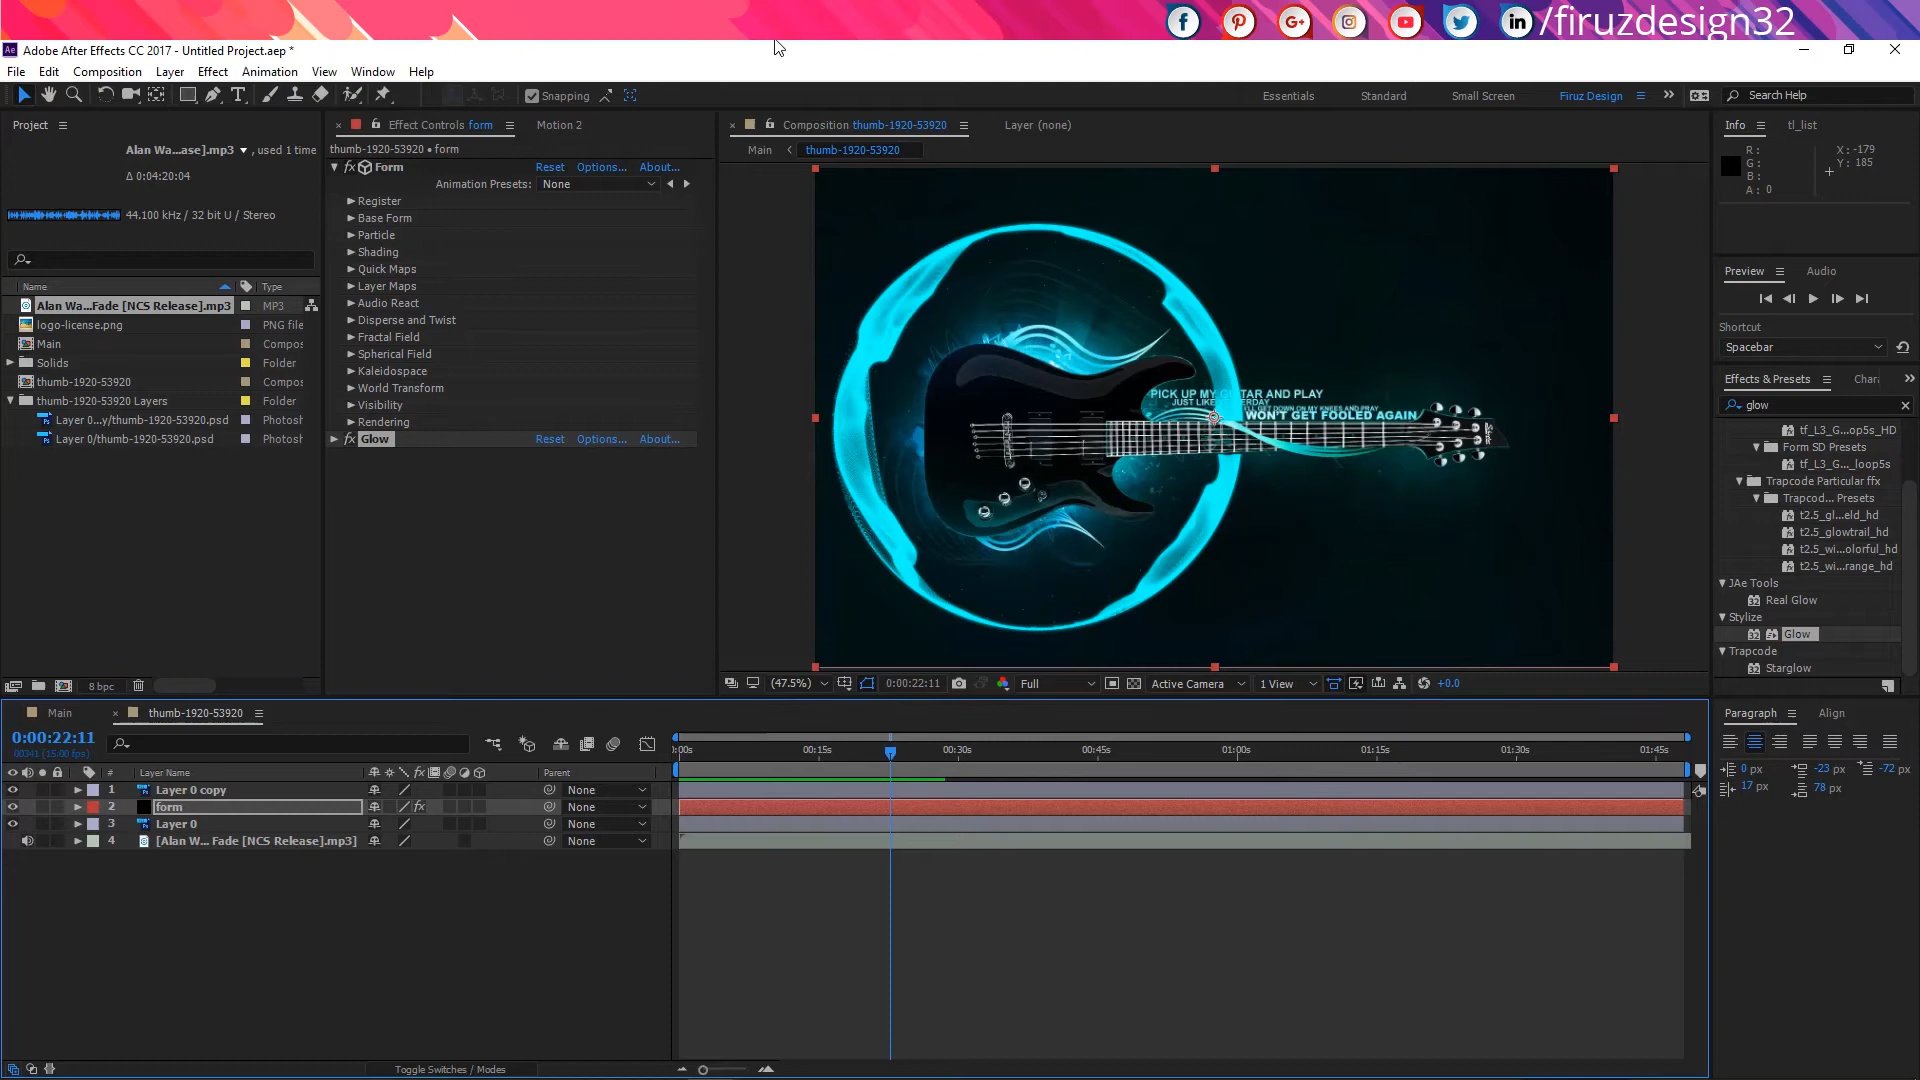 /firuzdesign32
Adobe After Effects CC 2017 - Untitled Project.aep *
File Edit Composition Layer Effect Animation View Window Help
Snapping
Essentials Standard Small Screen Firuz Design Search Help
Project
Alan Wa...ase].mp3 , used 1 time
Δ 0:04:20:04
44.100 kHz / 32 bit U / Stereo
Name Type
Alan Wa...Fade [NCS Release].mp3 MP3
logo-license.png PNG file
Main Compos
Solids Folder
thumb-1920-53920 Compos
thumb-1920-53920 Layers Folder
Layer 0...y/thumb-1920-53920.psd Photosh
Layer 0/thumb-1920-53920.psd Photosh
8 bpc
Effect Controls form Motion 2
thumb-1920-53920 • form
fx Form Reset Options... About...
Animation Presets: None
Register
Base Form
Particle
Shading
Quick Maps
Layer Maps
Audio React
Disperse and Twist
Fractal Field
Spherical Field
Kaleidospace
World Transform
Visibility
Rendering
fx Glow Reset Options... About...
Composition thumb-1920-53920 Layer (none)
Main thumb-1920-53920
WON'T GET FOOLED AGAIN
(47.5%) 0:00:22:11 Full Active Camera 1 View +0.0
Info tl_list
R :
G :
B :
A : 0
X : -179
Y : 185
Preview Audio
Shortcut
Spacebar
Effects & Presets Chara
glow
tf_L3_G...op5s_HD
Form SD Presets
tf_L3_G..._loop5s
Trapcode Particular ffx
Trapcod... Presets
t2.5_gl...eld_hd
t2.5_glowtrail_hd
t2.5_wi...olorful_hd
t2.5_wi...range_hd
JAe Tools
Real Glow
Stylize
Glow
Trapcode
Starglow
Paragraph Align
0 px -23 px -72 px
17 px 78 px
Main thumb-1920-53920
0:00:22:11
00341 (15.00 fps)
:00s 00:15s 00:30s 00:45s 01:00s 01:15s 01:30s 01:45s
# Layer Name Parent
1 Layer 0 copy None
2 form fx None
3 Layer 0 None
4 [Alan W... Fade [NCS Release].mp3] None
Toggle Switches / Modes